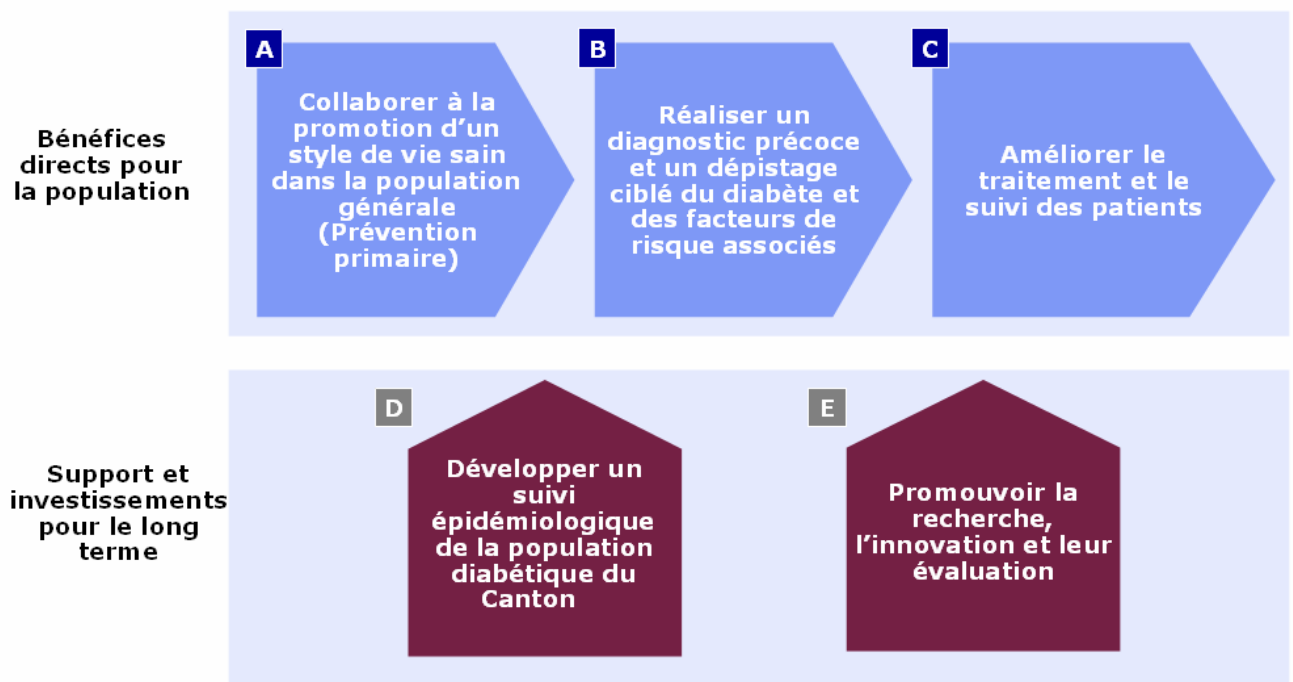 Bénéfices
directs pour
la population
A
Collaborer à la
promotion d'un
style de vie sain
dans la population
générale
(Prévention
primaire)
B
Réaliser un
diagnostic précoce
et un dépistage
ciblé du diabète et
des facteurs de
risque associés
C
Améliorer le
traitement et le
suivi des patients
Support et
investissements
pour le long
terme
D
Développer un
suivi
épidémiologique
de la population
diabétique du
Canton
E
Promouvoir la
recherche,
l'innovation et leur
évaluation